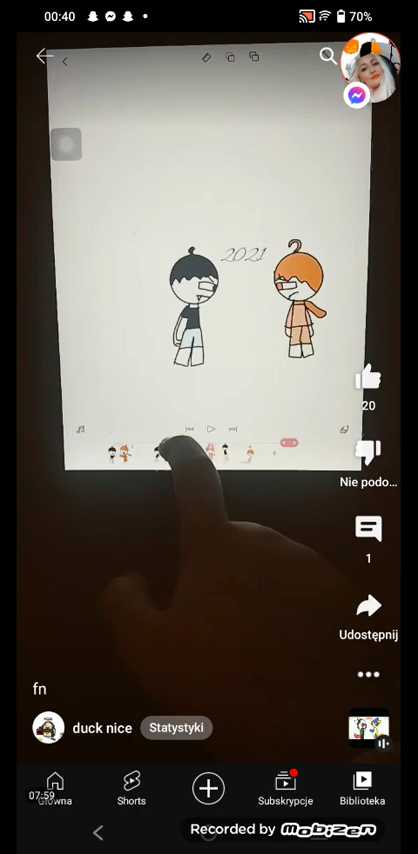 00:40
70%
2021
20
Nie podo...
1
Udostępnij
fn
duck nice
Statystyki
Główna
Shorts
Subskrypcje
Biblioteka
07:59
Recorded by MOBIZEN